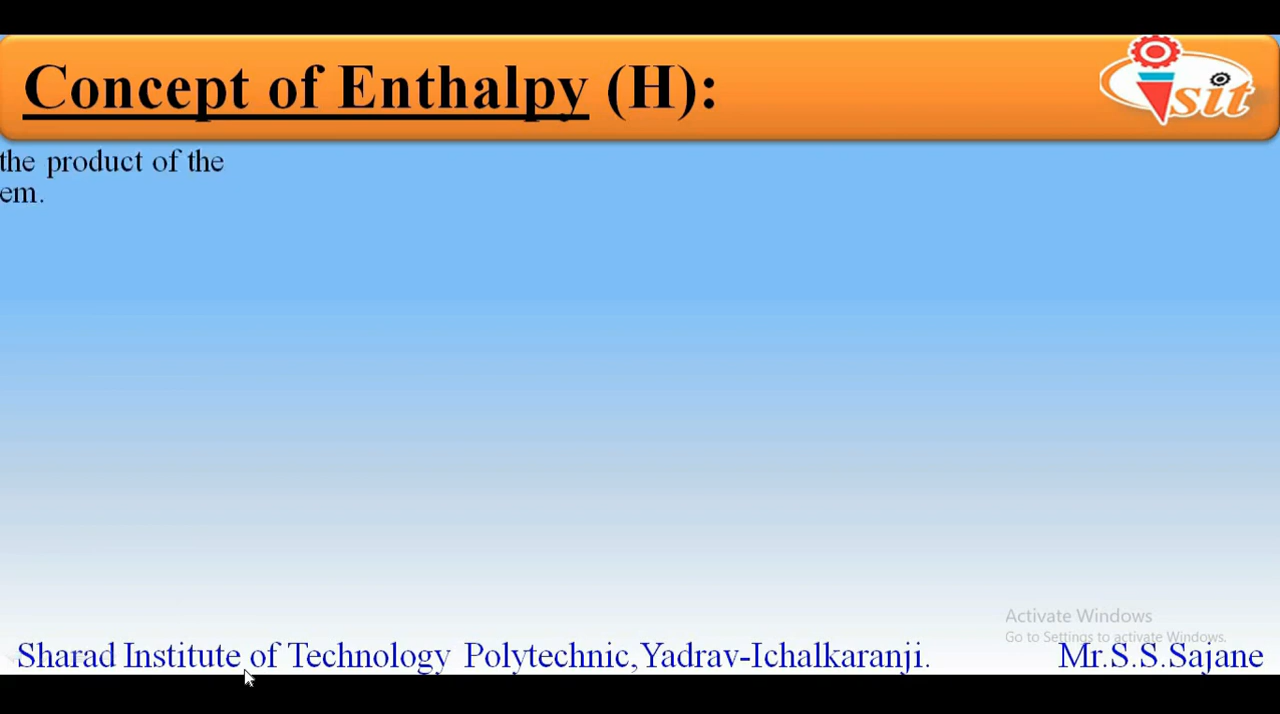 Concept of Enthalpy (H):
sit
the product of the
em.
Activate Windows
Go to Settings to activate Windows.
Sharad Institute of Technology Polytechnic, Yadrav-Ichalkaranji.
Mr.S.S.Sajane